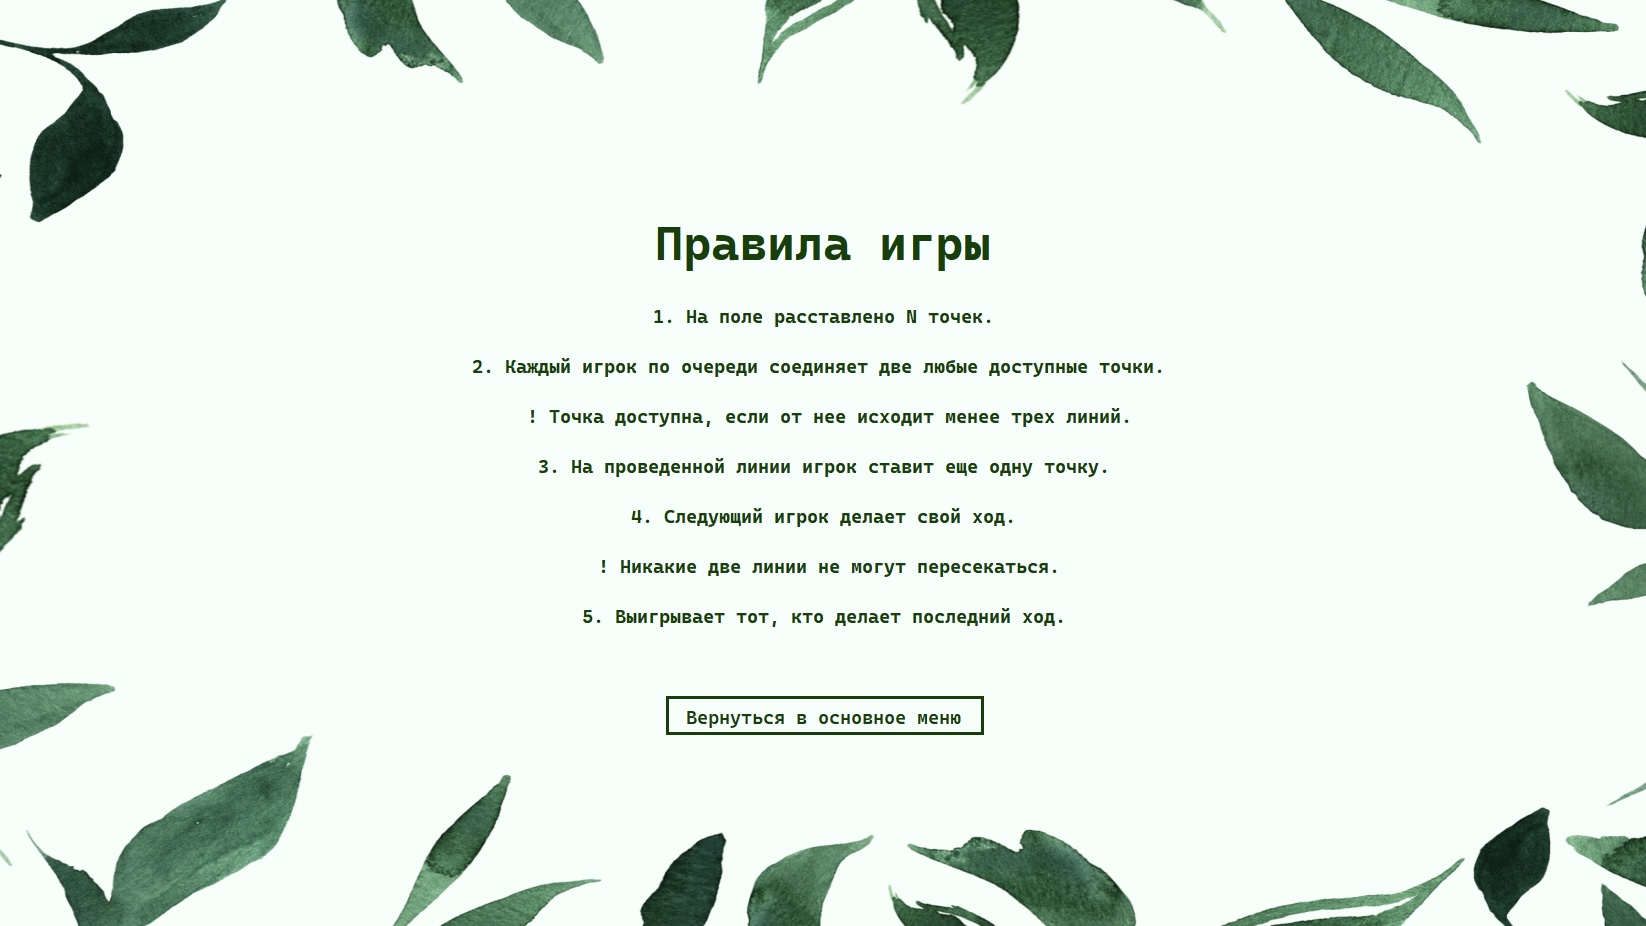 Правила игры
1. На поле расставлено N точек.
2. Каждый игрок по очереди соединяет две любые доступные точки.
! Точка доступна, если от нее исходит менее трех линий.
3. На проведенной линии игрок ставит еще одну точку.
4. Следующий игрок делает свой ход.
! Никакие две линии не могут пересекаться.
5. Выигрывает тот, кто делает последний ход.
Вернуться в основное меню